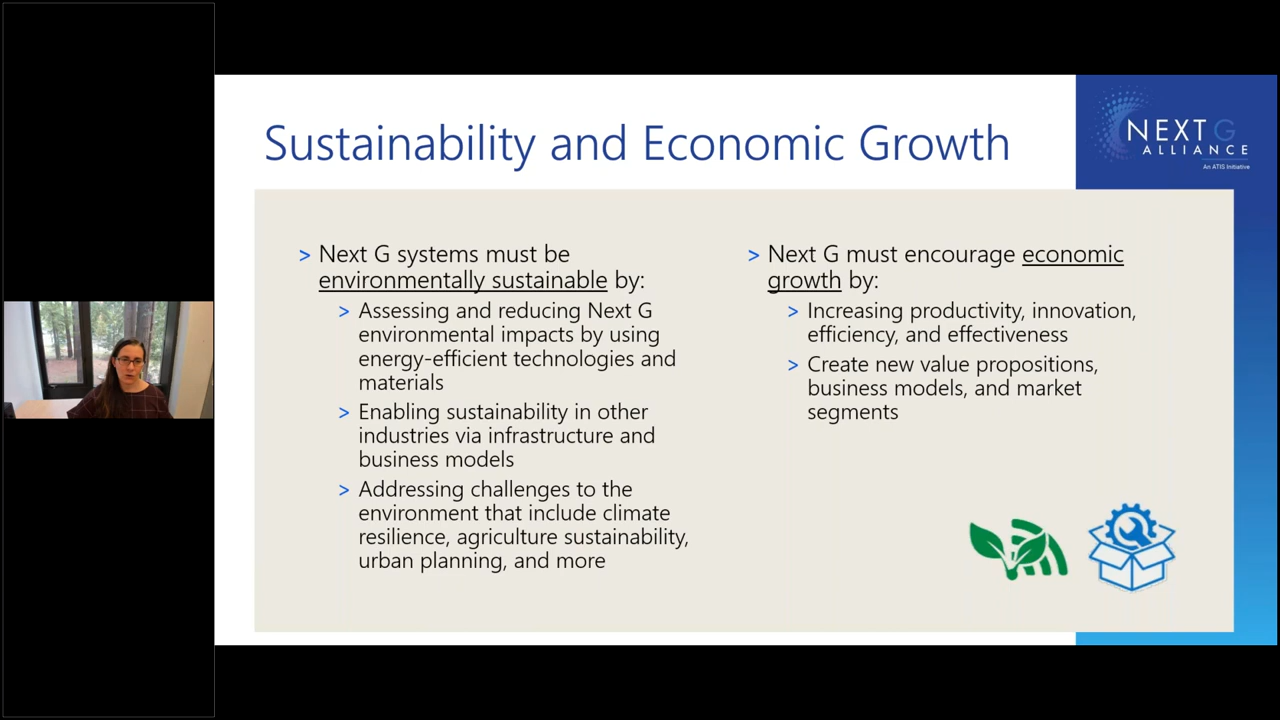 Sustainability and Economic Growth
NEXT G
ALLIANCE
An ATIS Initiative
> Next G systems must be
environmentally sustainable by:
> Assessing and reducing Next G
environmental impacts by using
energy-efficient technologies and
materials
> Enabling sustainability in other
industries via infrastructure and
business models
> Addressing challenges to the
environment that include climate
resilience, agriculture sustainability,
urban planning, and more
> Next G must encourage economic
growth by:
> Increasing productivity, innovation,
efficiency, and effectiveness
> Create new value propositions,
business models, and market
segments